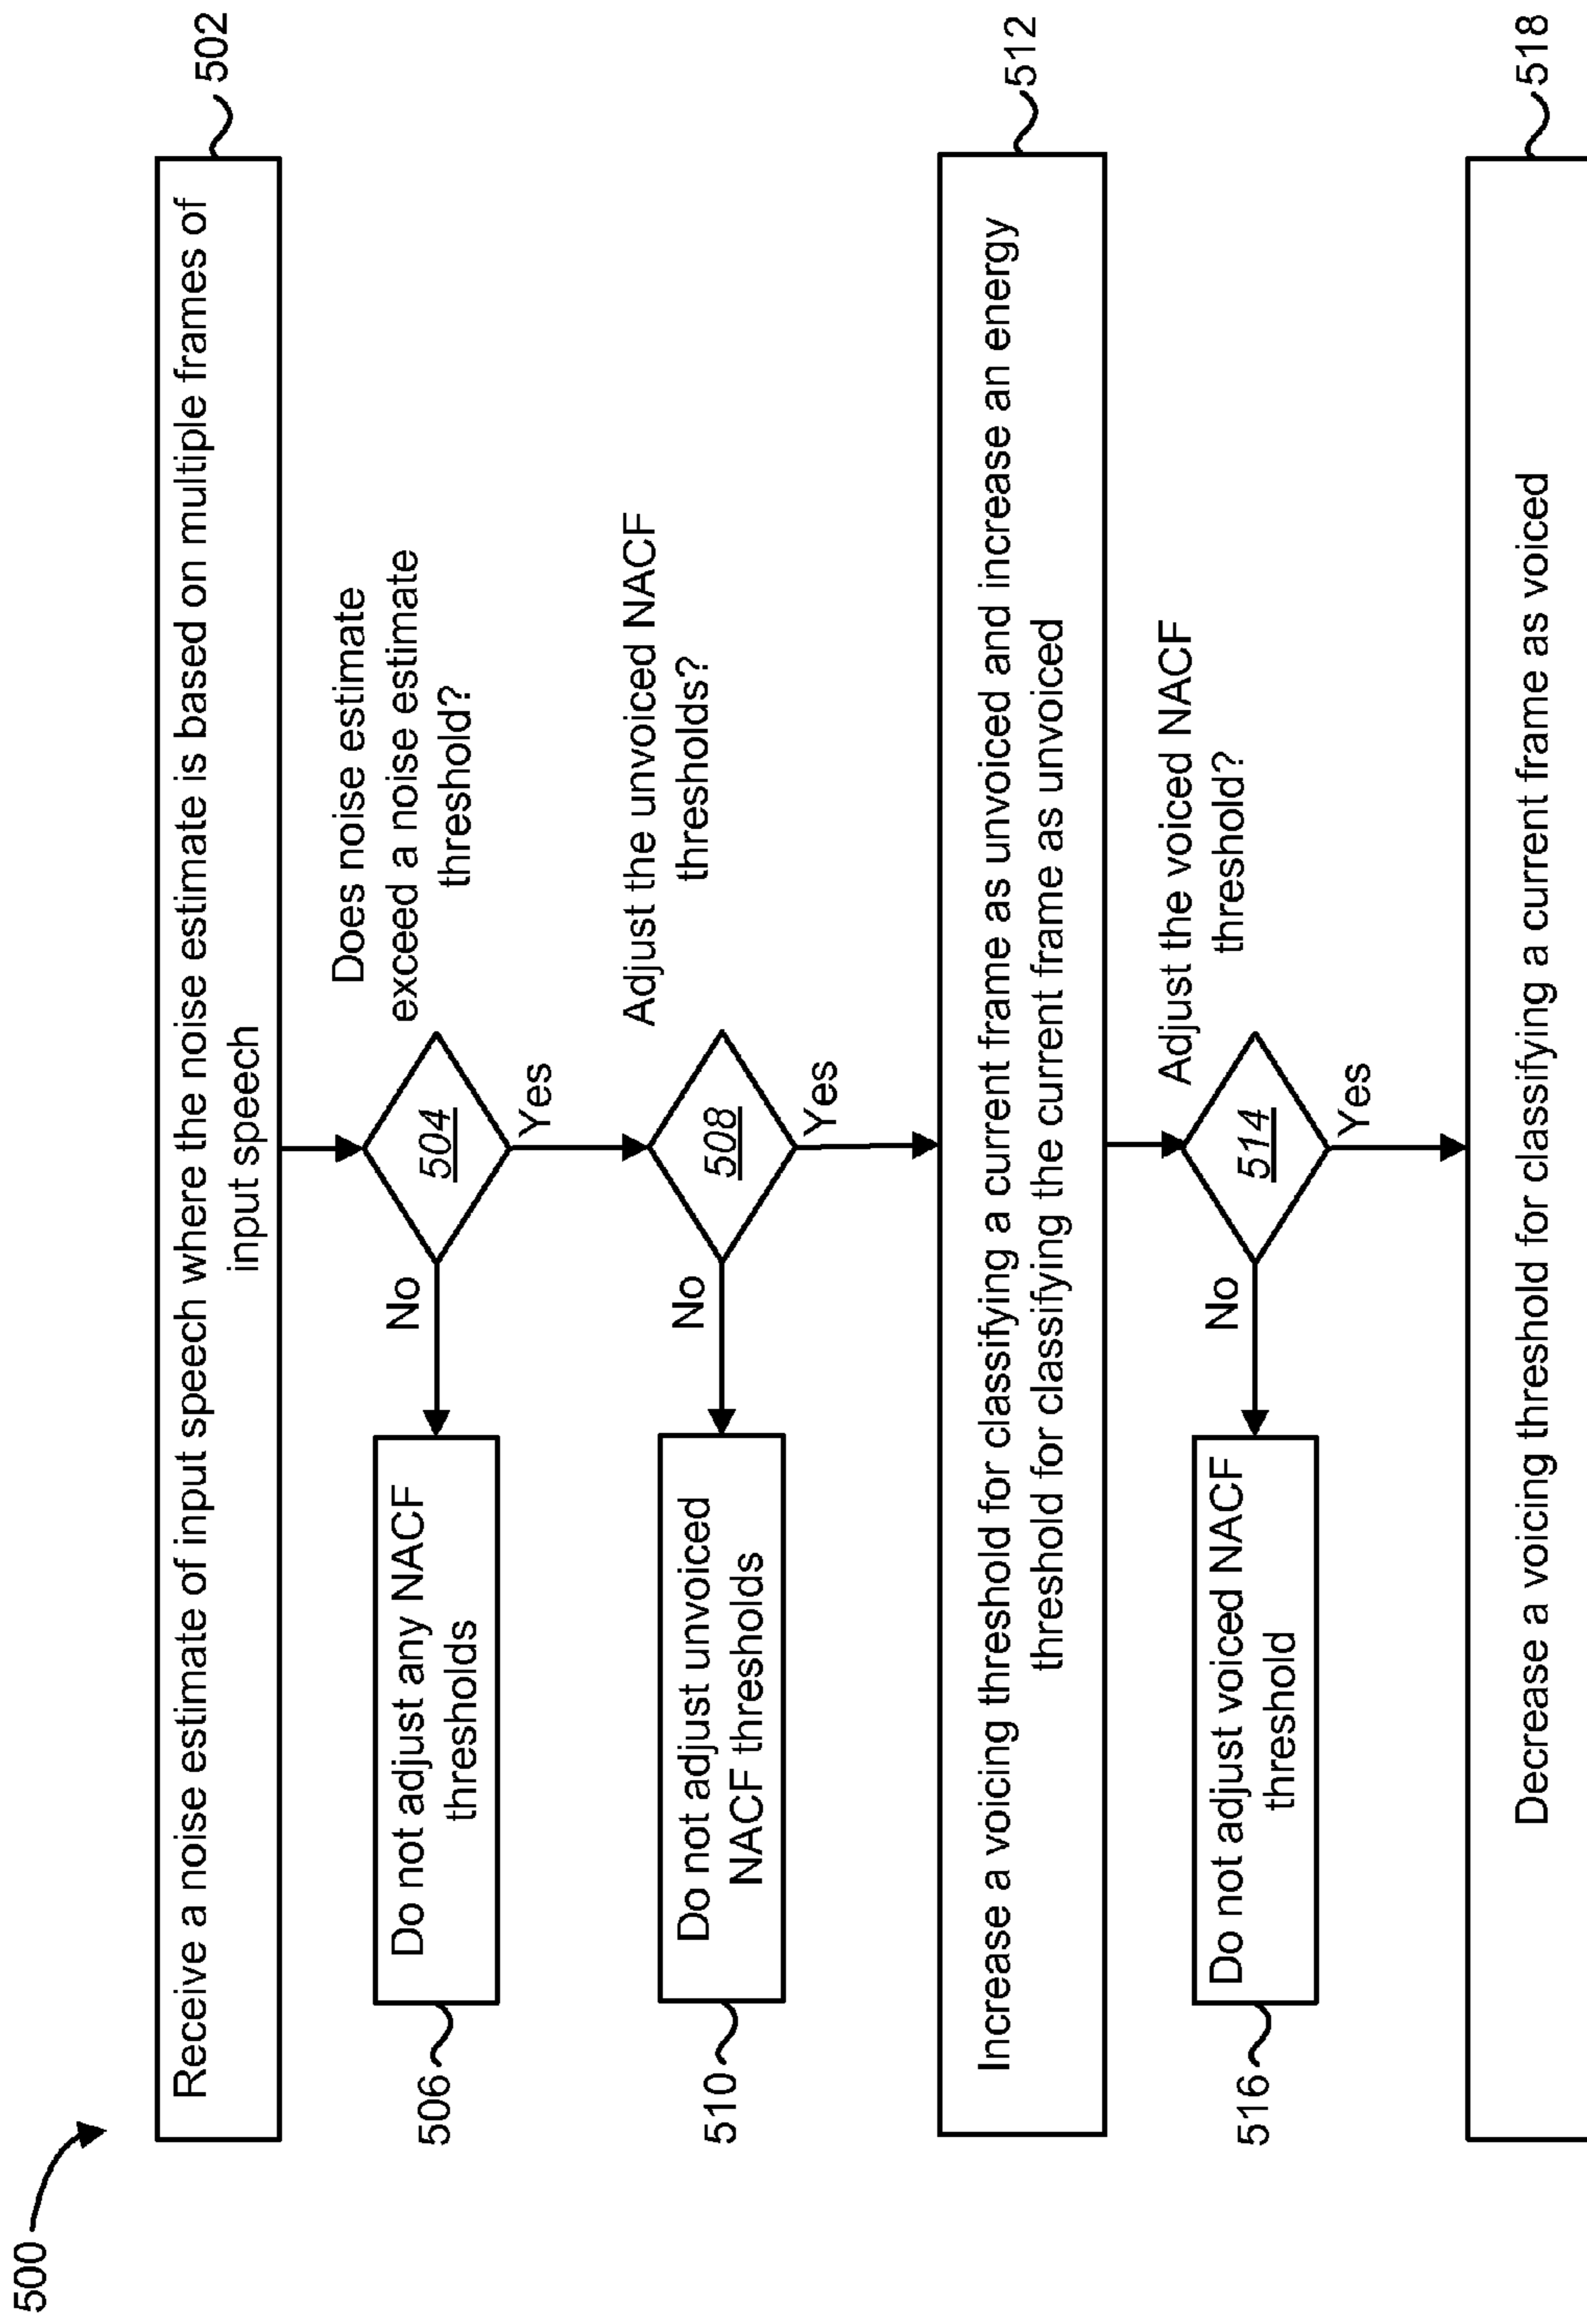 500
Receive a noise estimate of input speech where the noise estimate is based on multiple frames of
input speech
502
Does noise estimate
exceed a noise estimate
threshold?
504
No
Yes
Do not adjust any NACF
thresholds
506
Adjust the unvoiced NACF
thresholds?
508
No
Yes
Do not adjust unvoiced
NACF thresholds
510
Increase a voicing threshold for classifying a current frame as unvoiced and increase an energy
threshold for classifying the current frame as unvoiced
512
Adjust the voiced NACF
threshold?
514
No
Yes
Do not adjust voiced NACF
threshold
516
Decrease a voicing threshold for classifying a current frame as voiced
518